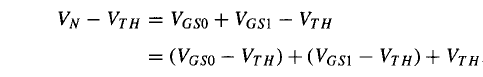 V_N − V_TH = V_GS0 + V_GS1 − V_TH
= (V_GS0 − V_TH) + (V_GS1 − V_TH) + V_TH.